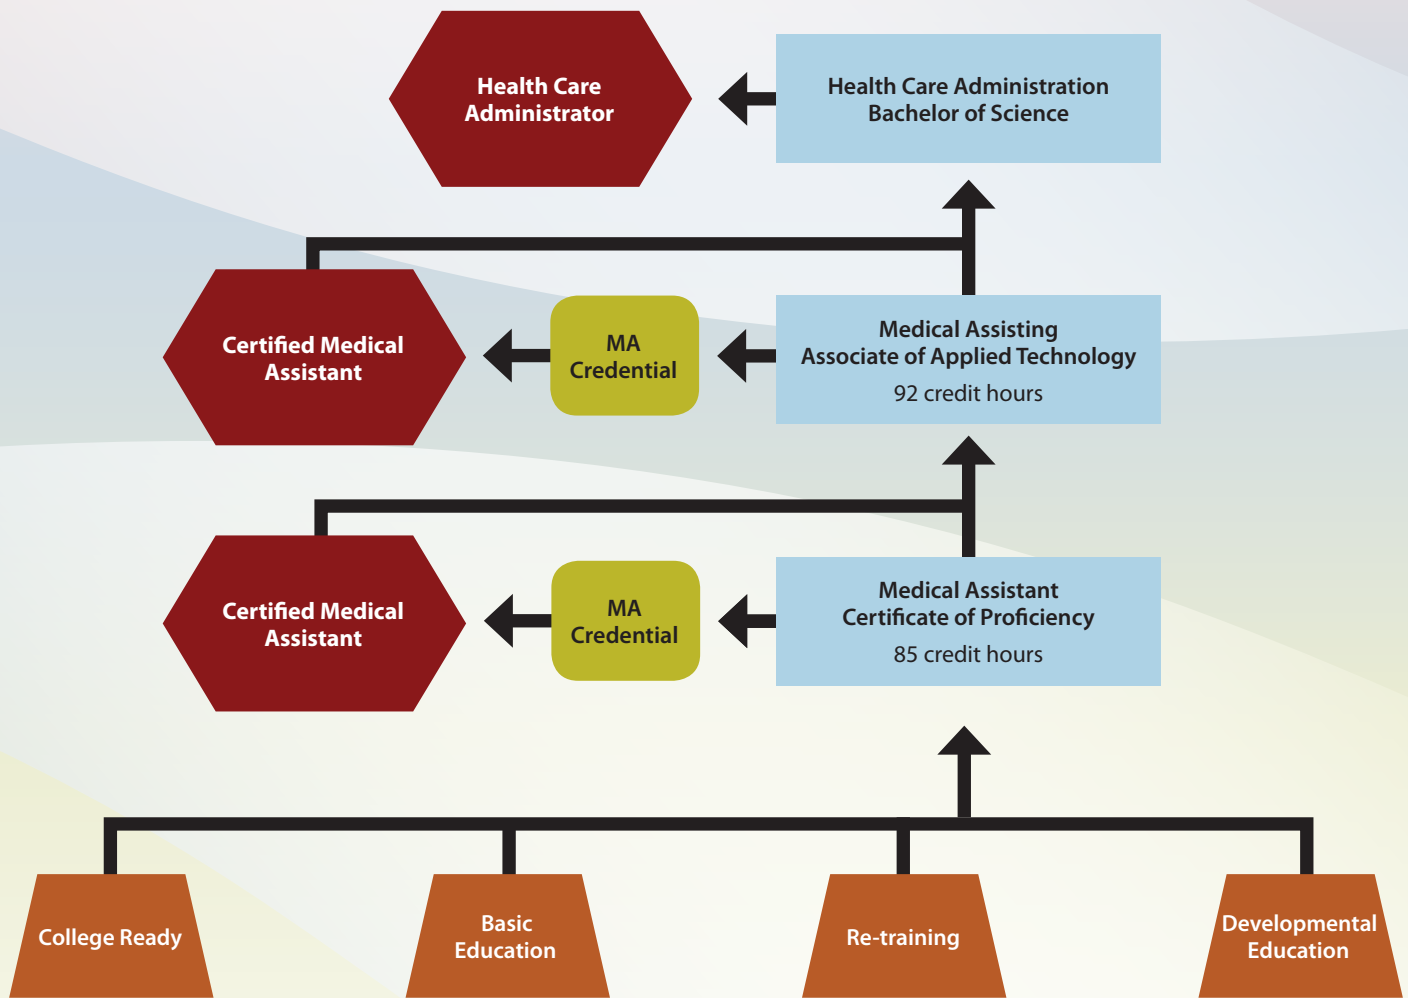 Health Care
Administrator
Health Care Administration
Bachelor of Science
Certified Medical
Assistant
MA
Credential
Medical Assisting
Associate of Applied Technology
92 credit hours
Certified Medical
Assistant
MA
Credential
Medical Assistant
Certificate of Proficiency
85 credit hours
College Ready
Basic
Education
Re-training
Developmental
Education